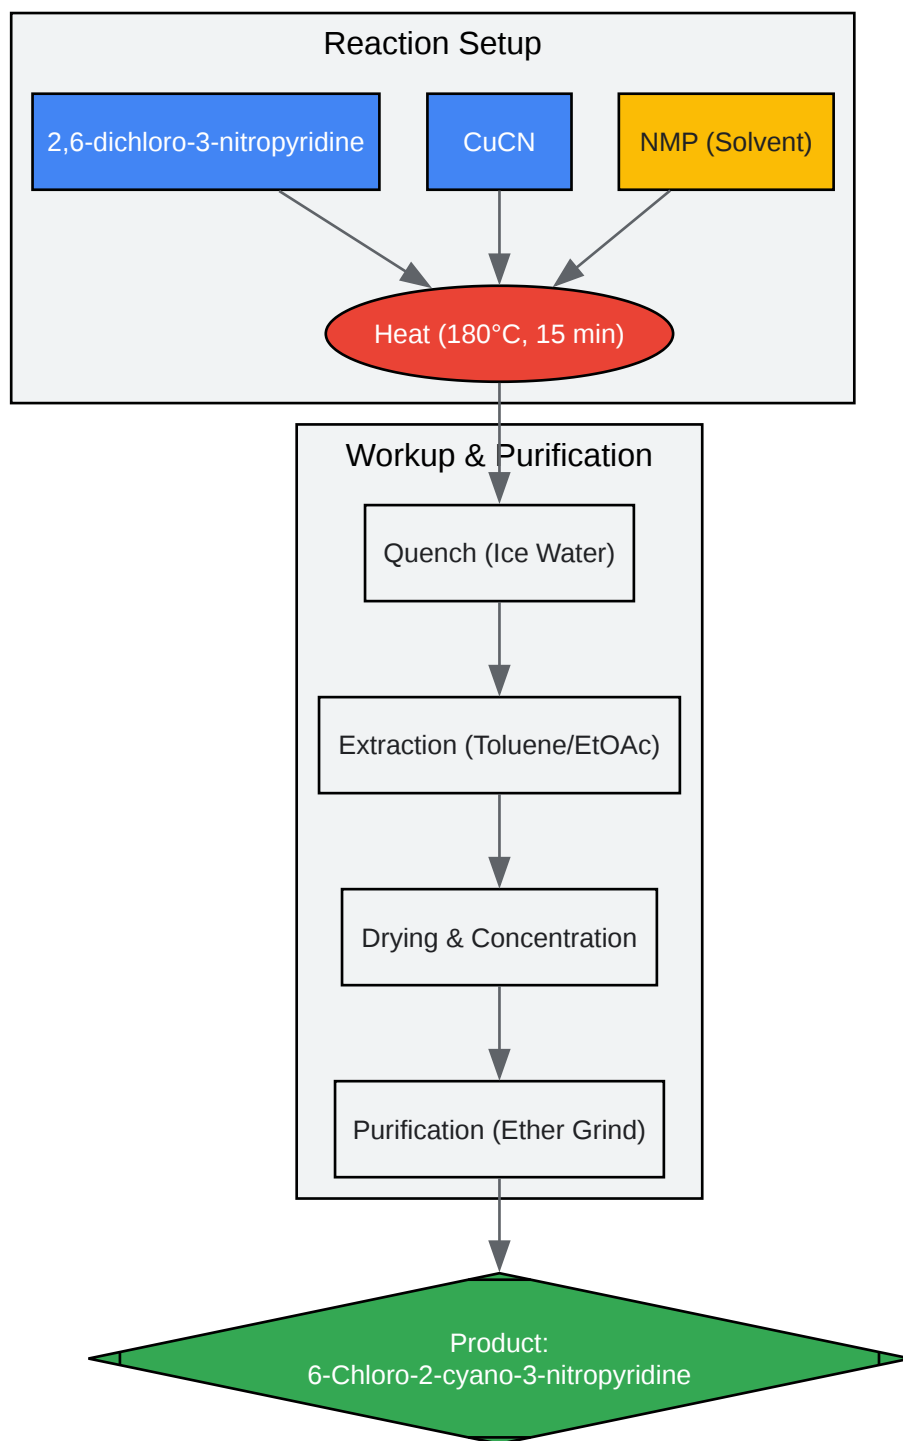 Reaction Setup
2,6-dichloro-3-nitropyridine
CuCN
NMP (Solvent)
Heat (180°C, 15 min)
Workup & Purification
Quench (Ice Water)
Extraction (Toluene/EtOAc)
Drying & Concentration
Purification (Ether Grind)
Product:
6-Chloro-2-cyano-3-nitropyridine